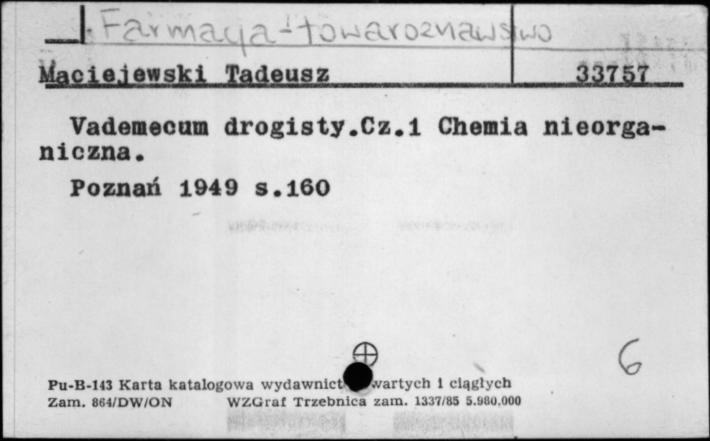 Farmacja - towaroznawstwo
Maciejewski Tadeusz 33757
Vademecum drogisty.Cz.1 Chemia nieorga-
niczna.
Poznań 1949 s.160
6
Pu-B-143 Karta katalogowa wydawnict wartych i ciągłych
Zam. 864/DW/ON WZGraf Trzebnica zam. 1337/85 5.980.000